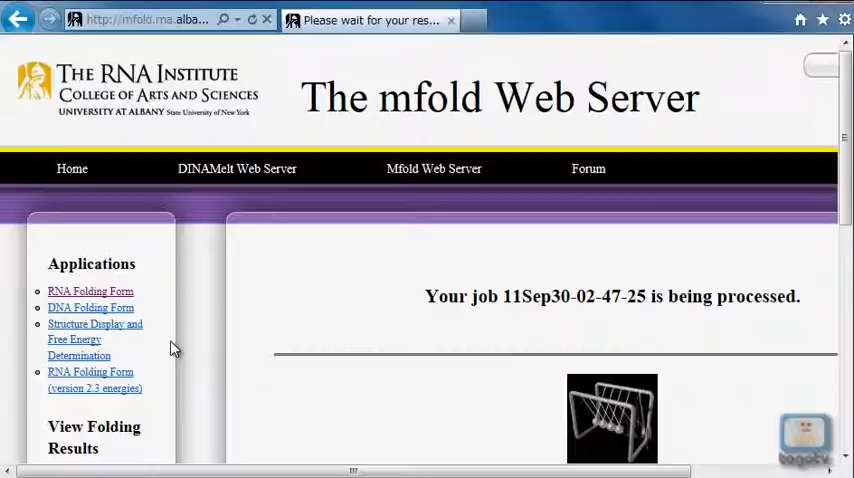 http://mfold.ma.alba...
Please wait for your res...
THE RNA INSTITUTE
COLLEGE OF ARTS AND SCIENCES
UNIVERSITY AT ALBANY State University of New York
The mfold Web Server
Home
DINAMelt Web Server
Mfold Web Server
Forum
Applications
RNA Folding Form
DNA Folding Form
Structure Display and
Free Energy
Determination
RNA Folding Form
(version 2.3 energies)
View Folding
Results
Your job 11Sep30-02-47-25 is being processed.
togotv